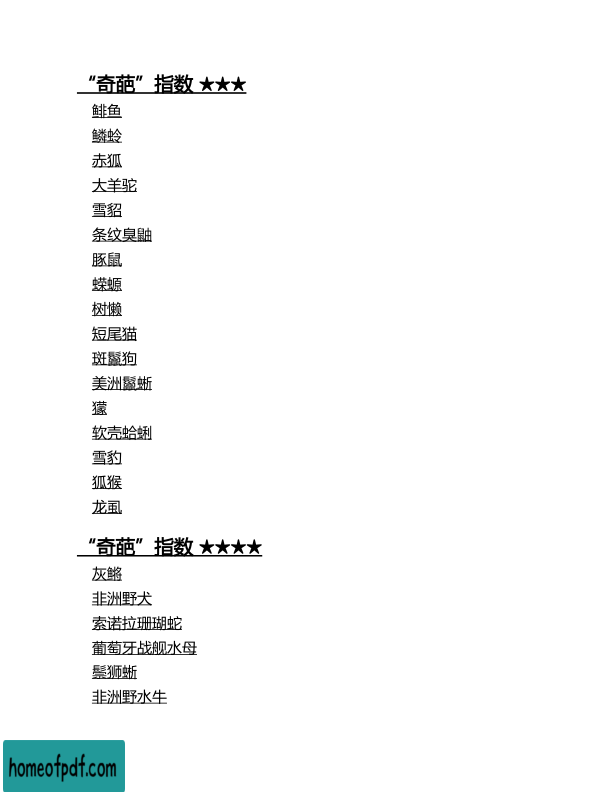 “奇葩”指数 ★★★
鲱鱼
鳞蛉
赤狐
大羊驼
雪貂
条纹臭鼬
豚鼠
蝾螈
树懒
短尾猫
斑鬣狗
美洲鬣蜥
獴
软壳蛤蜊
雪豹
狐猴
龙虱
“奇葩”指数 ★★★★
灰鳉
非洲野犬
索诺拉珊瑚蛇
葡萄牙战舰水母
鬃狮蜥
非洲野水牛
homeofpdf.com